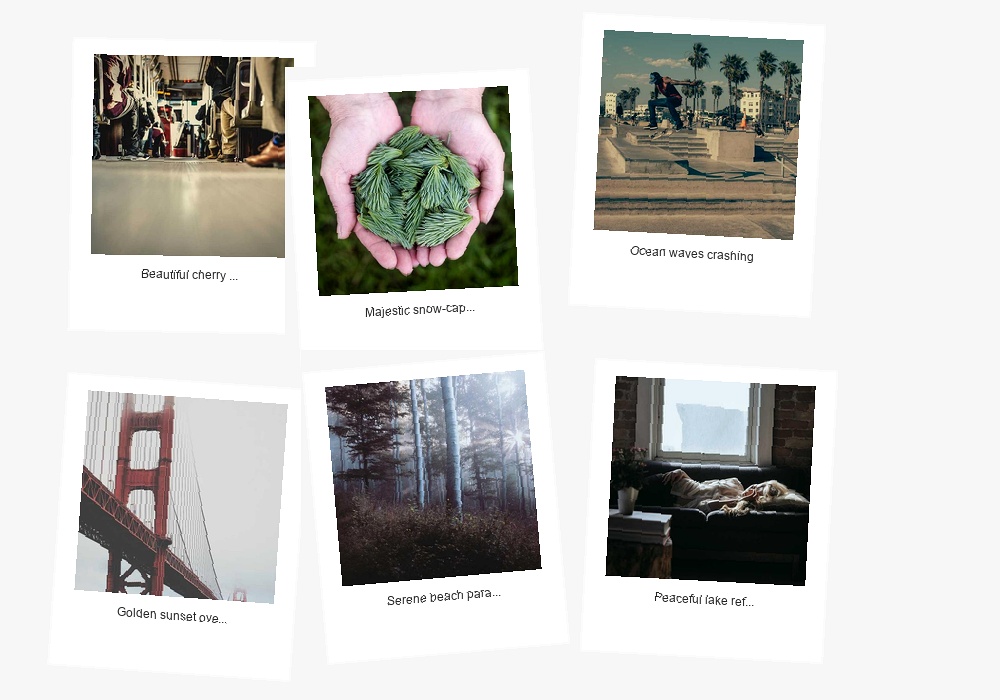 Beautiful cherry ...
Majestic snow-cap...
Ocean waves crashing
Golden sunset ove...
Serene beach para...
Peaceful lake ref...